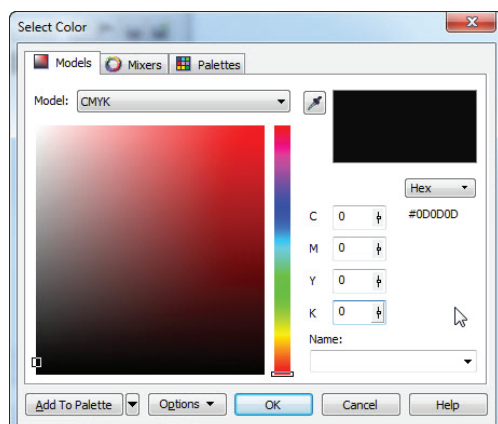 Select Color
Models Mixers Palettes
Model: CMYK
Hex
C 0 #0D0D0D
M 0
Y 0
K 0
Name:
Add To Palette Options OK Cancel Help